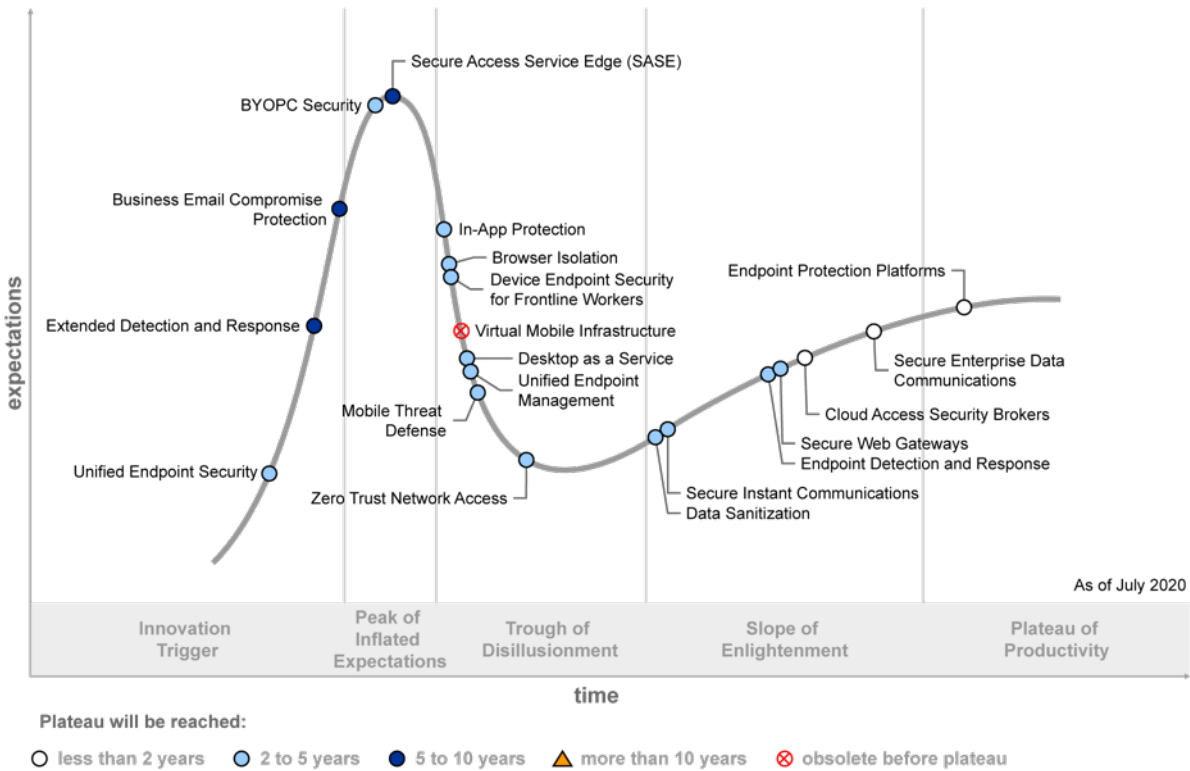 expectations
Secure Access Service Edge (SASE)
BYOPC Security
Business Email Compromise
Protection
In-App Protection
Browser Isolation
Device Endpoint Security
for Frontline Workers
Endpoint Protection Platforms
Extended Detection and Response
Virtual Mobile Infrastructure
Desktop as a Service
Unified Endpoint
Management
Secure Enterprise Data
Communications
Mobile Threat
Defense
Cloud Access Security Brokers
Secure Web Gateways
Endpoint Detection and Response
Unified Endpoint Security
Zero Trust Network Access
Secure Instant Communications
Data Sanitization
As of July 2020
Innovation
Trigger
Peak of
Inflated
Expectations
Trough of
Disillusionment
Slope of
Enlightenment
Plateau of
Productivity
time
Plateau will be reached:
less than 2 years
2 to 5 years
5 to 10 years
more than 10 years
obsolete before plateau